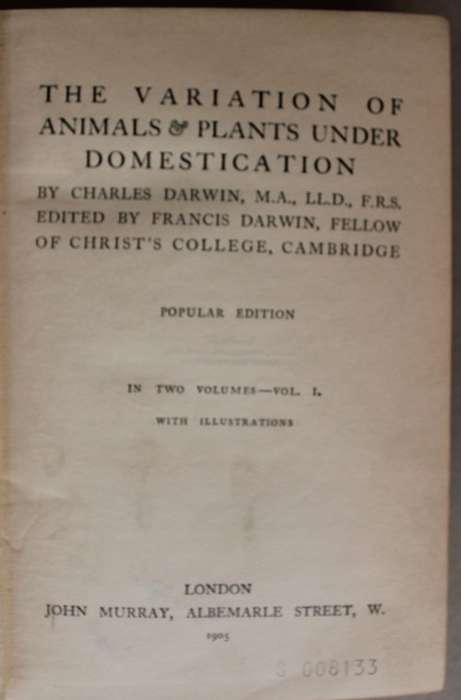 THE VARIATION OF
ANIMALS & PLANTS UNDER
DOMESTICATION
BY CHARLES DARWIN, M.A., LL.D., F.R.S.
EDITED BY FRANCIS DARWIN, FELLOW
OF CHRIST'S COLLEGE, CAMBRIDGE
POPULAR EDITION
IN TWO VOLUMES—VOL. I.
WITH ILLUSTRATIONS
LONDON
JOHN MURRAY, ALBEMARLE STREET, W.
1905
008133